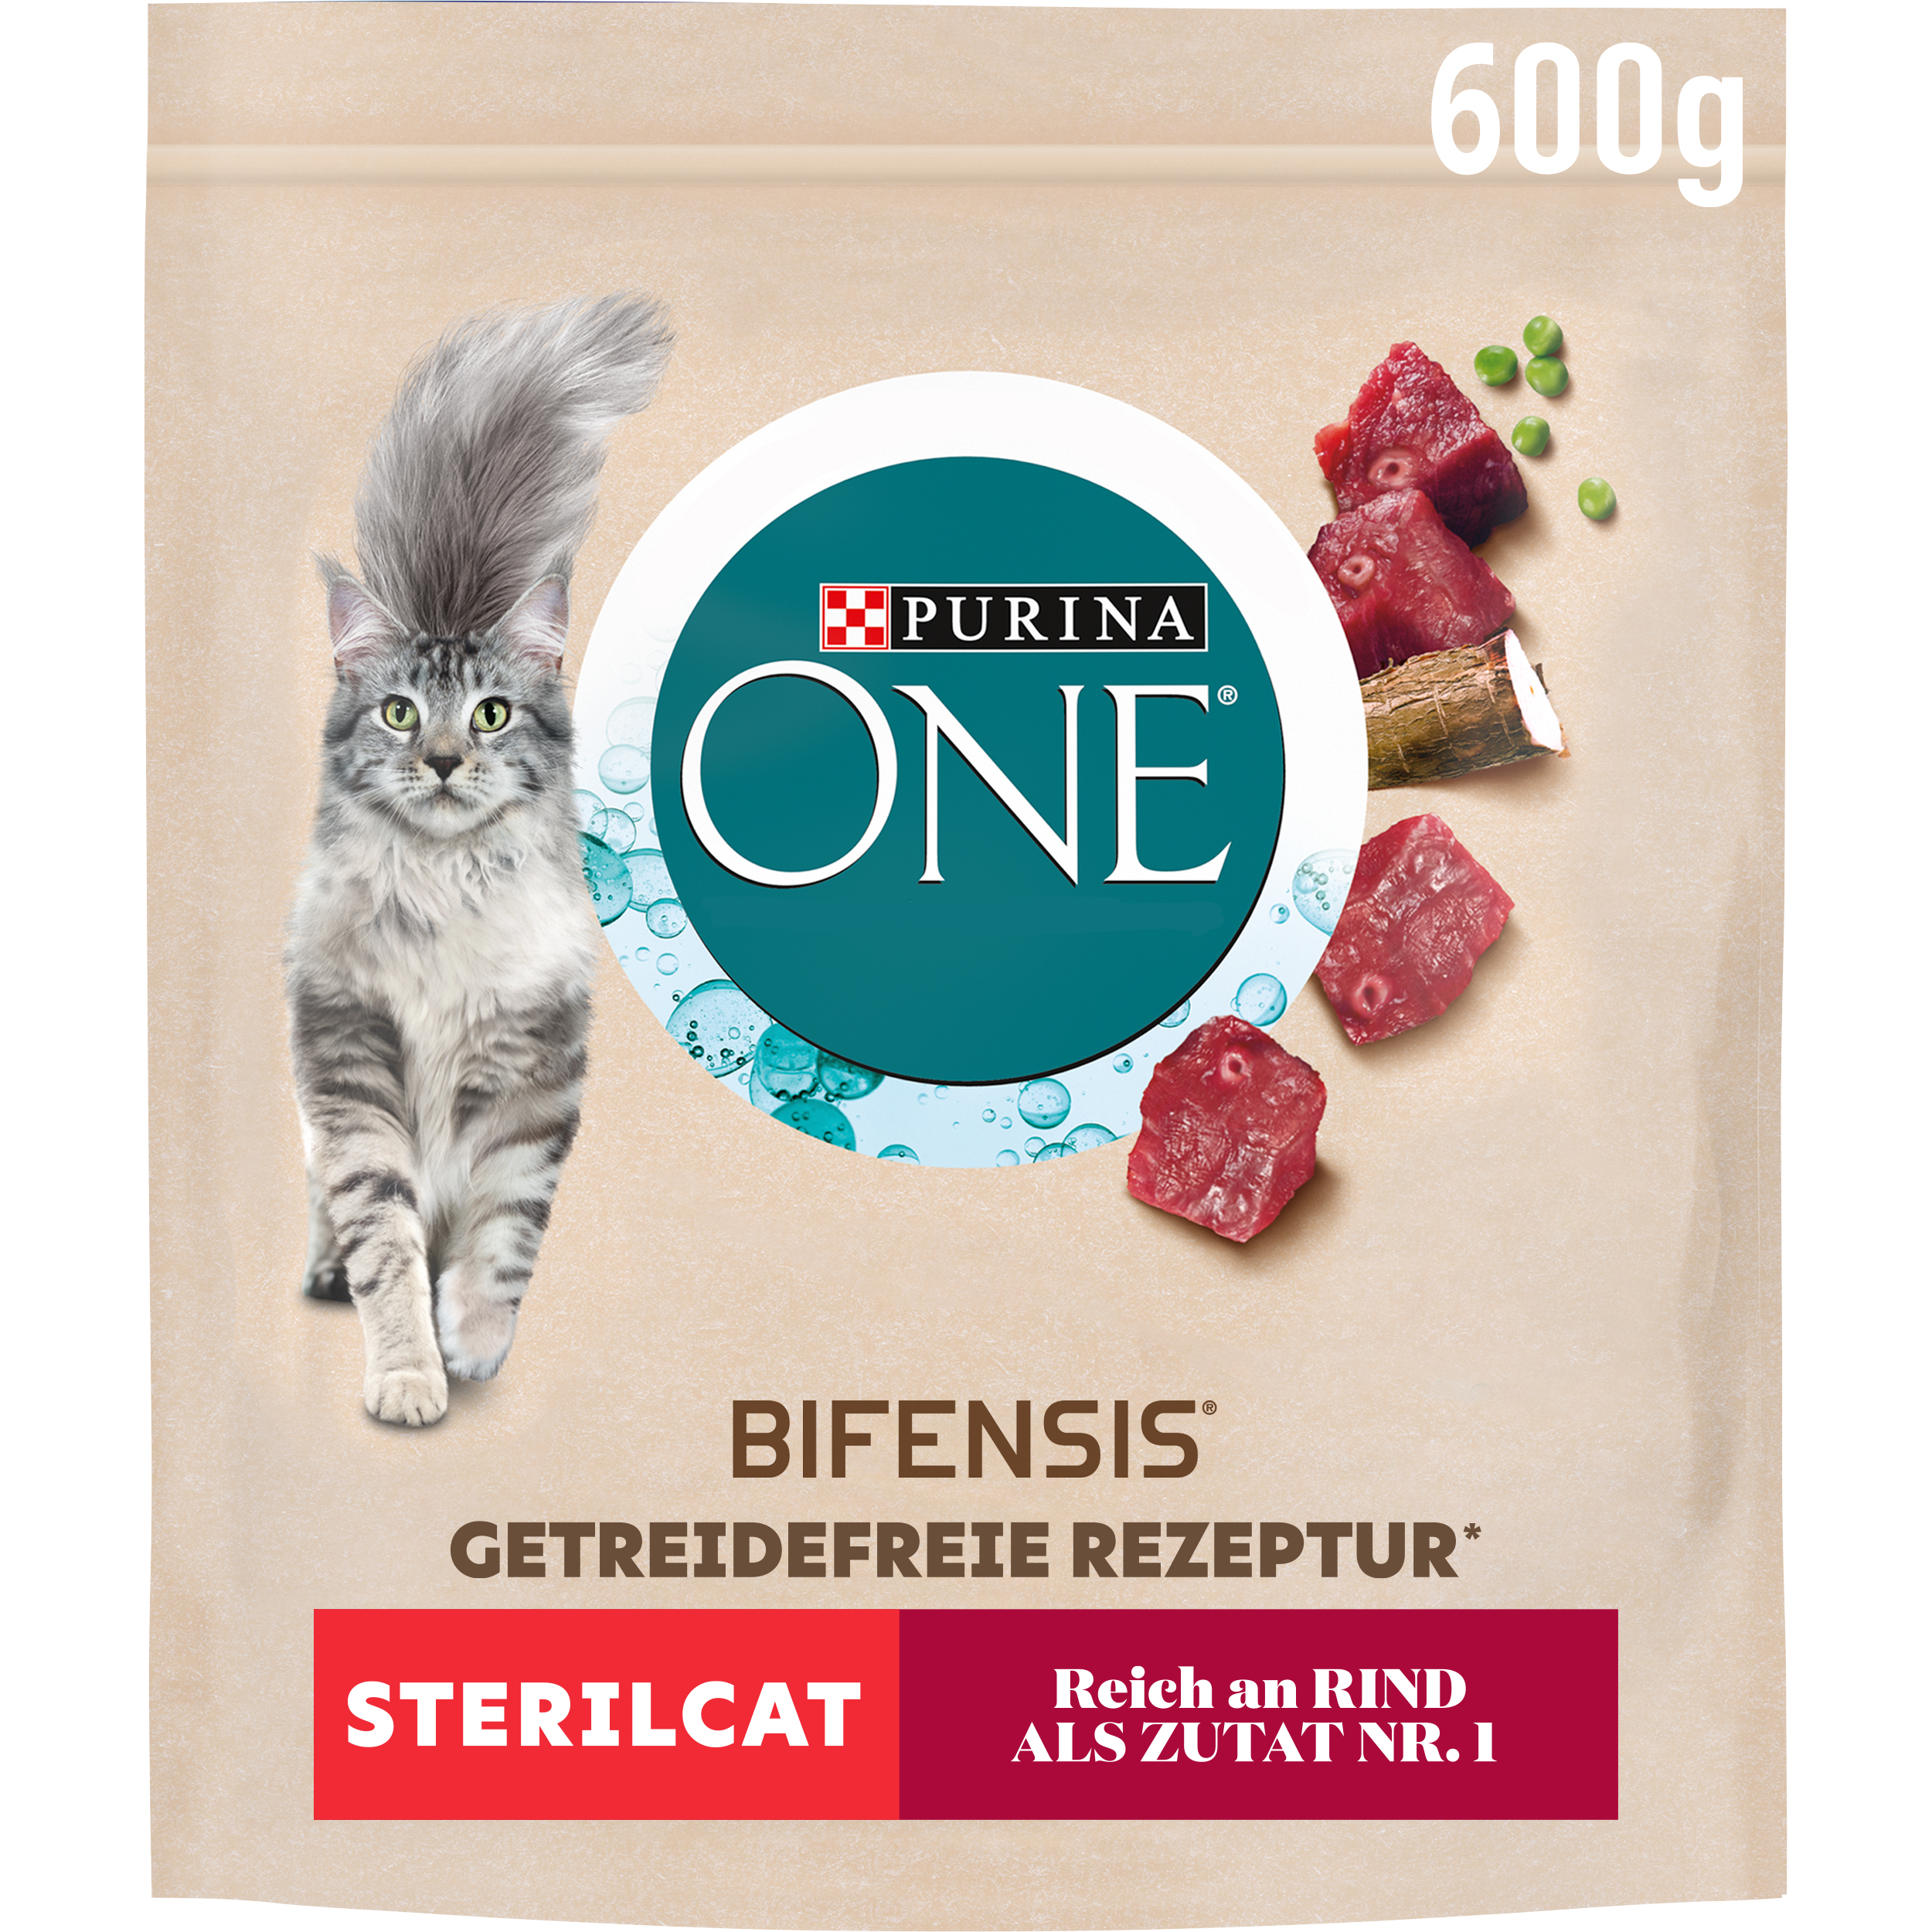 600g
PURINA
ONE®
BIFENSIS®
GETREIDEFREIE REZEPTUR*
STERILCAT
Reich an RIND
ALS ZUTAT NR. 1